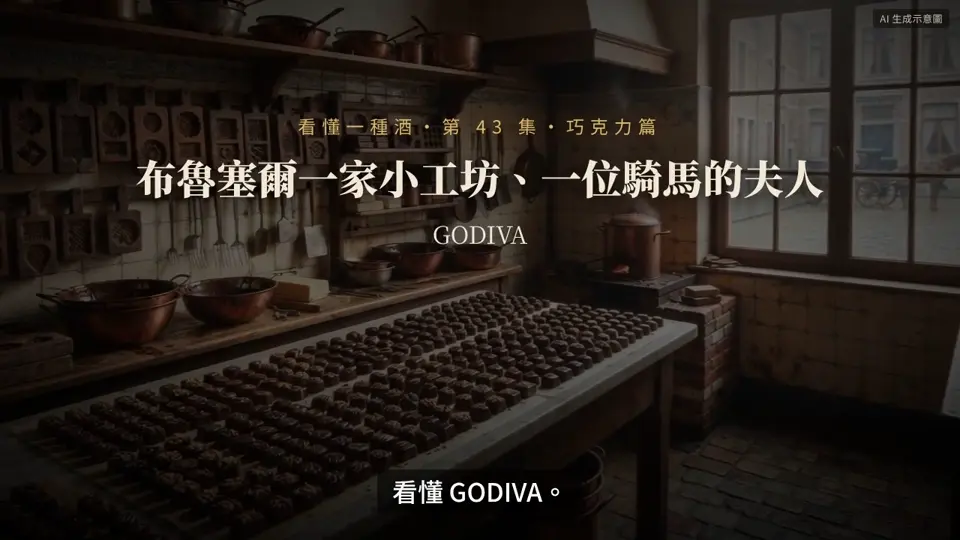 AI 生成示意圖
看懂一種酒・第 43 集・巧克力篇
布魯塞爾一家小工坊、一位騎馬的夫人
GODIVA
看懂 GODIVA。